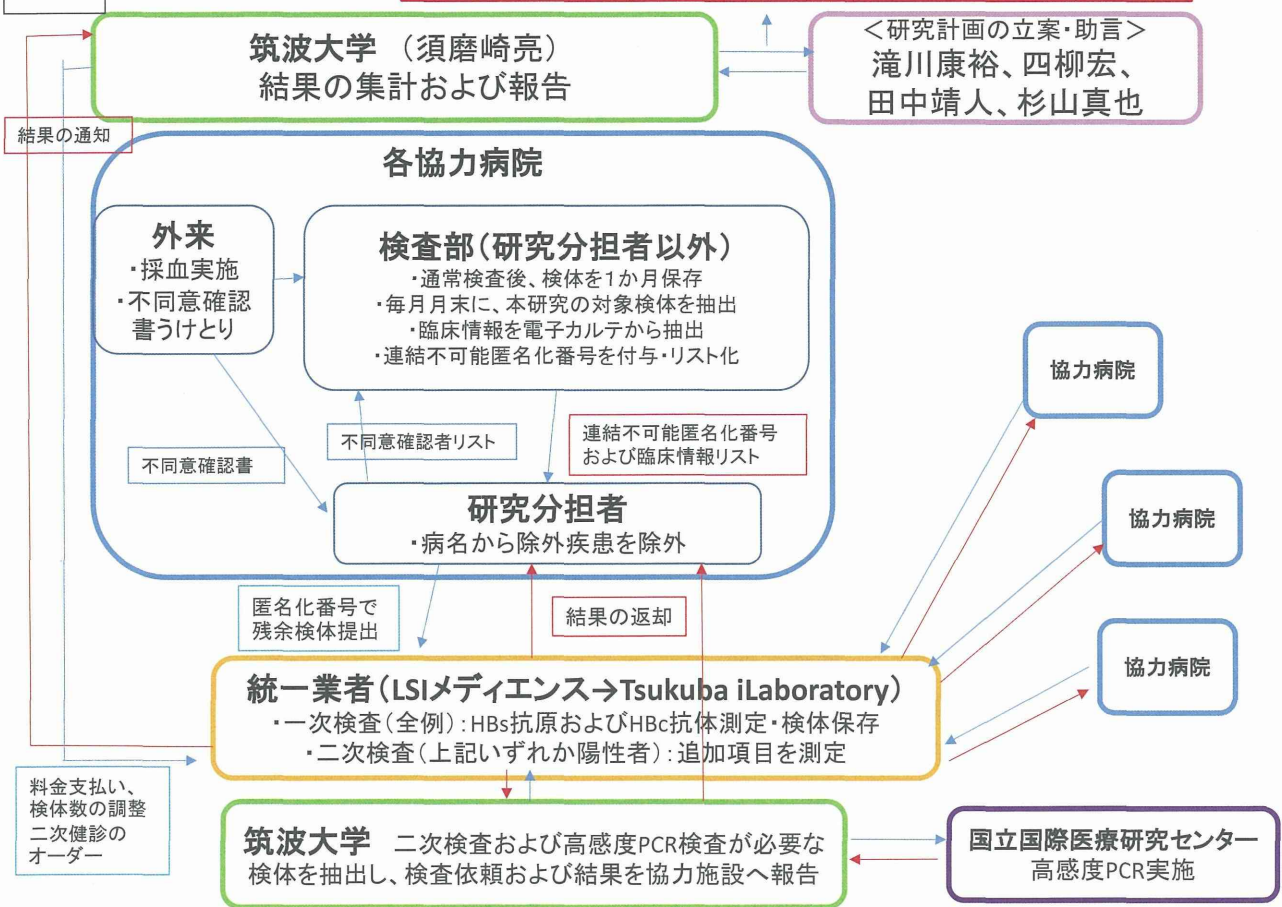 筑波大学 (須磨崎亮)
結果の集計および報告
<研究計画の立案・助言>
滝川康裕、四柳宏、
田中靖人、杉山真也
結果の通知
各協力病院
外来
・採血実施
・不同意確認
書うけとり
検査部(研究分担者以外)
・通常検査後、検体を1か月保存
・毎月月末に、本研究の対象検体を抽出
・臨床情報を電子カルテから抽出
・連結不可能匿名化番号を付与・リスト化
協力病院
不同意確認書
不同意確認者リスト
連結不可能匿名化番号
および臨床情報リスト
研究分担者
・病名から除外疾患を除外
協力病院
匿名化番号で
残余検体提出
結果の返却
協力病院
統一業者(LSIメディエンス→Tsukuba iLaboratory)
・一次検査(全例):HBs抗原およびHBc抗体測定・検体保存
・二次検査(上記いずれか陽性者):追加項目を測定
料金支払い、
検体数の調整
二次健診の
オーダー
筑波大学 二次検査および高感度PCR検査が必要な
検体を抽出し、検査依頼および結果を協力施設へ報告
国立国際医療研究センター
高感度PCR実施